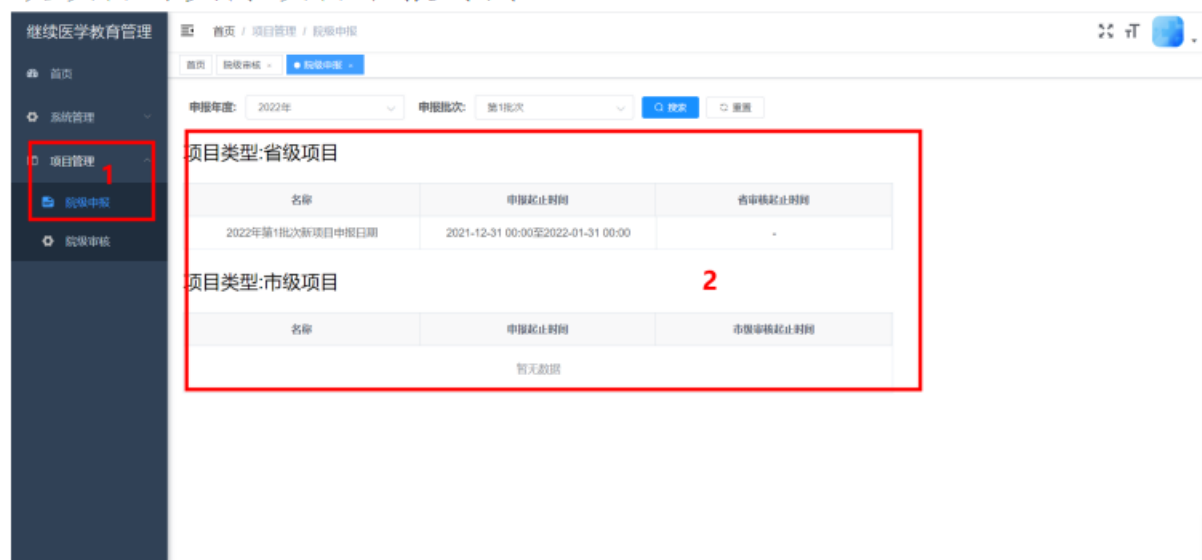 继续医学教育管理
首页 / 项目管理 / 院级申报
首页
首页 院级审核 × 院级申报 ×
系统管理
申报年度: 2022年 申报批次: 第1批次 搜索 重置
项目管理
1
院级申报
院级审核
项目类型:省级项目
名称 申报起止时间 省审核起止时间
2022年第1批次新项目申报日期 2021-12-31 00:00至2022-01-31 00:00 -
项目类型:市级项目
2
名称 申报起止时间 市级审核起止时间
暂无数据